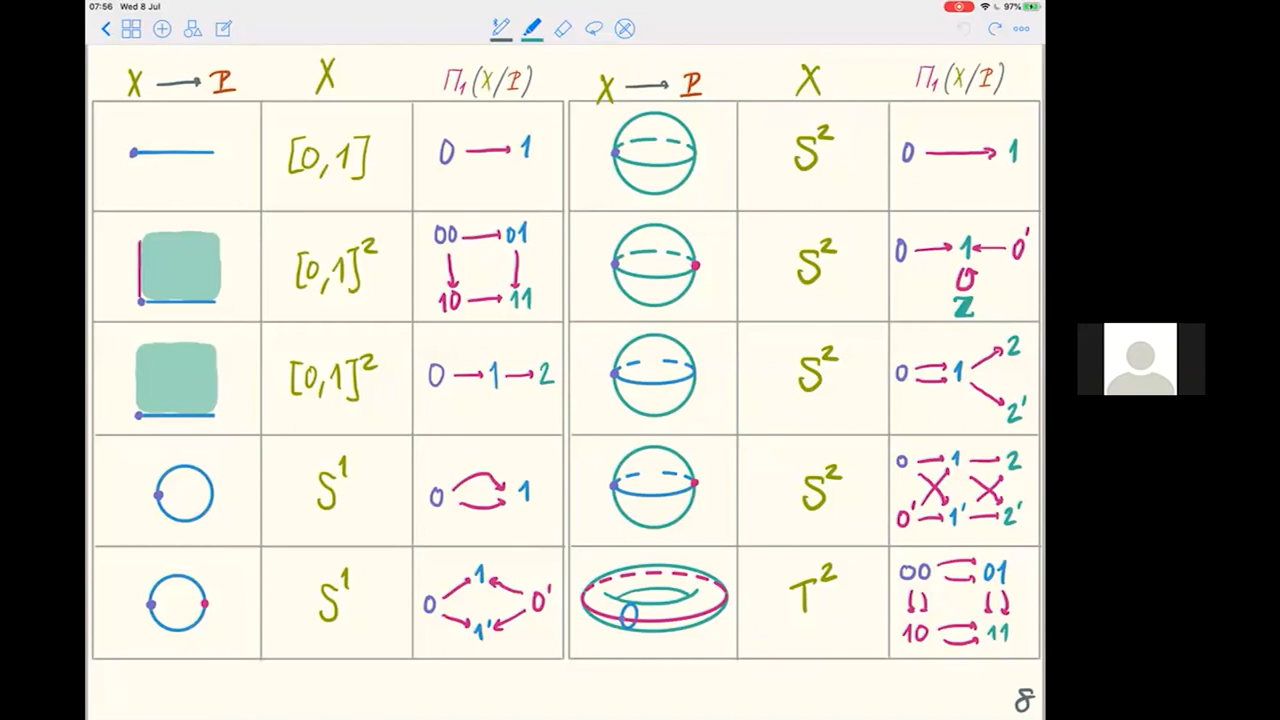 07:56 Wed 8 Jul
97%
X → P X Π₁(X/P) X → P X Π₁(X/P)
[0,1] 0 → 1
S² 0 → 1
[0,1]² 00 → 01
↓ ↓
10 → 11
S² 0 → 1 ← 0'
↻
Z
[0,1]² 0 → 1 → 2
S² 0 ⇉ 1 ↗ 2
↘ 2'
S¹ 0 ⇉ 1
S² 0 → 1 → 2
0' → 1' → 2'
S¹ 0 1 1' 0'
T² 00 ⇉ 01
⇊ ⇊
10 ⇉ 11
8